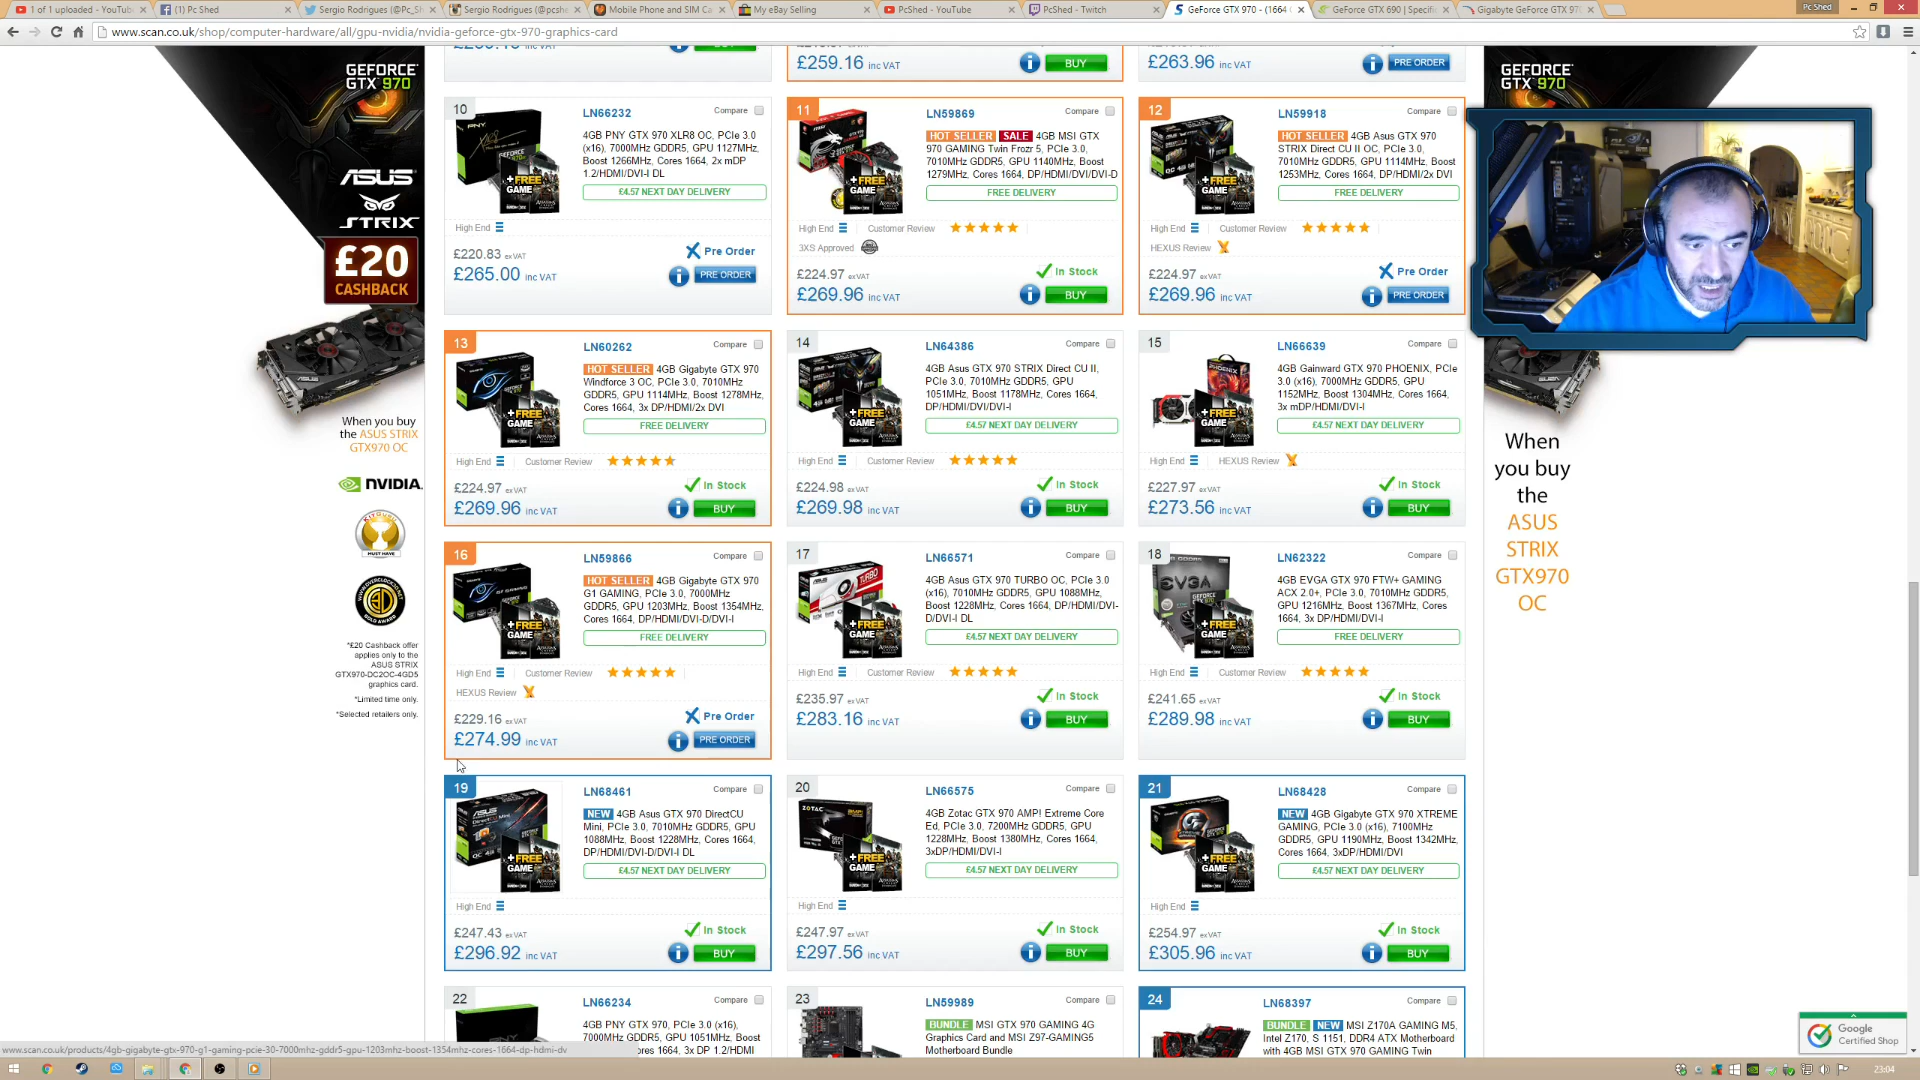 1 of 1 uploaded - YouTub
(1) Pc Shed
Sergio Rodrigues (@Pc_Sh
Sergio Rodrigues (@pcshe
Mobile Phone and SIM Ca
My eBay Selling
PcShed - YouTube
PcShed - Twitch
GeForce GTX 970 - (1664 C
GeForce GTX 690 | Specifi
Gigabyte GeForce GTX 97
Pc Shed
www.scan.co.uk/shop/computer-hardware/all/gpu-nvidia/nvidia-geforce-gtx-970-graphics-card
GEFORCE
GTX 970
ASUS
STRIX
£20
CASHBACK
When you buy
the ASUS STRIX
GTX970 OC
NVIDIA.
*£20 Cashback offer
applies only to the
ASUS STRIX
GTX970-DC2OC-4GD5
graphics card.
*Limited time only.
*Selected retailers only.
£259.16 inc VAT
BUY
£263.96 inc VAT
PRE ORDER
10
LN66232
Compare
4GB PNY GTX 970 XLR8 OC, PCIe 3.0
(x16), 7000MHz GDDR5, GPU 1127MHz,
Boost 1266MHz, Cores 1664, 2x mDP
1.2/HDMI/DVI-I DL
£4.57 NEXT DAY DELIVERY
+FREE GAME
High End
£220.83 exVAT
Pre Order
£265.00 inc VAT
PRE ORDER
11
LN59869
Compare
HOT SELLER SALE 4GB MSI GTX
970 GAMING Twin Frozr 5, PCIe 3.0,
7010MHz GDDR5, GPU 1140MHz, Boost
1279MHz, Cores 1664, DP/HDMI/DVI/DVI-D
FREE DELIVERY
+FREE GAME
High End
Customer Review
3XS Approved
£224.97 exVAT
In Stock
£269.96 inc VAT
BUY
12
LN59918
Compare
HOT SELLER 4GB Asus GTX 970
STRIX Direct CU II OC, PCIe 3.0,
7010MHz GDDR5, GPU 1114MHz, Boost
1253MHz, Cores 1664, DP/HDMI/2x DVI
FREE DELIVERY
+FREE GAME
High End
Customer Review
HEXUS Review
£224.97 exVAT
Pre Order
£269.96 inc VAT
PRE ORDER
13
LN60262
Compare
HOT SELLER 4GB Gigabyte GTX 970
Windforce 3 OC, PCIe 3.0, 7010MHz
GDDR5, GPU 1114MHz, Boost 1278MHz,
Cores 1664, 3x DP/HDMI/2x DVI
FREE DELIVERY
+FREE GAME
High End
Customer Review
£224.97 exVAT
In Stock
£269.96 inc VAT
BUY
14
LN64386
Compare
4GB Asus GTX 970 STRIX Direct CU II,
PCIe 3.0, 7010MHz GDDR5, GPU
1051MHz, Boost 1178MHz, Cores 1664,
DP/HDMI/DVI/DVI-I
£4.57 NEXT DAY DELIVERY
+FREE GAME
High End
Customer Review
£224.98 exVAT
In Stock
£269.98 inc VAT
BUY
15
LN66639
Compare
4GB Gainward GTX 970 PHOENIX, PCIe
3.0 (x16), 7000MHz GDDR5, GPU
1152MHz, Boost 1304MHz, Cores 1664,
3x mDP/HDMI/DVI-I
£4.57 NEXT DAY DELIVERY
PHOENIX
+FREE GAME
High End
HEXUS Review
£227.97 exVAT
In Stock
£273.56 inc VAT
BUY
16
LN59866
Compare
HOT SELLER 4GB Gigabyte GTX 970
G1 GAMING, PCIe 3.0, 7000MHz
GDDR5, GPU 1203MHz, Boost 1354MHz,
Cores 1664, DP/HDMI/DVI-D/DVI-I
FREE DELIVERY
+FREE GAME
High End
Customer Review
HEXUS Review
£229.16 exVAT
Pre Order
£274.99 inc VAT
PRE ORDER
17
LN66571
Compare
4GB Asus GTX 970 TURBO OC, PCIe 3.0
(x16), 7010MHz GDDR5, GPU 1088MHz,
Boost 1228MHz, Cores 1664, DP/HDMI/DVI-
D/DVI-I DL
£4.57 NEXT DAY DELIVERY
TURBO
+FREE GAME
High End
Customer Review
£235.97 exVAT
In Stock
£283.16 inc VAT
BUY
18
LN62322
Compare
4GB EVGA GTX 970 FTW+ GAMING
ACX 2.0+, PCIe 3.0, 7010MHz GDDR5,
GPU 1216MHz, Boost 1367MHz, Cores
1664, 3x DP/HDMI/DVI-I
FREE DELIVERY
EVGA
+FREE GAME
High End
Customer Review
£241.65 exVAT
In Stock
£289.98 inc VAT
BUY
19
LN68461
Compare
NEW 4GB Asus GTX 970 DirectCU
Mini, PCIe 3.0, 7010MHz GDDR5, GPU
1088MHz, Boost 1228MHz, Cores 1664,
DP/HDMI/DVI-D/DVI-I DL
£4.57 NEXT DAY DELIVERY
+FREE GAME
High End
£247.43 exVAT
In Stock
£296.92 inc VAT
BUY
20
LN66575
Compare
4GB Zotac GTX 970 AMP! Extreme Core
Ed, PCIe 3.0, 7200MHz GDDR5, GPU
1228MHz, Boost 1380MHz, Cores 1664,
3xDP/HDMI/DVI-I
£4.57 NEXT DAY DELIVERY
ZOTAC
+FREE GAME
High End
£247.97 exVAT
In Stock
£297.56 inc VAT
BUY
21
LN68428
Compare
NEW 4GB Gigabyte GTX 970 XTREME
GAMING, PCIe 3.0 (x16), 7100MHz
GDDR5, GPU 1190MHz, Boost 1342MHz,
Cores 1664, 3xDP/HDMI/DVI
£4.57 NEXT DAY DELIVERY
+FREE GAME
High End
£254.97 exVAT
In Stock
£305.96 inc VAT
BUY
22
LN66234
Compare
4GB PNY GTX 970, PCIe 3.0 (x16),
7000MHz GDDR5, GPU 1051MHz, Boost
ores 1664, 3x DP 1.2/HDMI
23
LN59989
Compare
BUNDLE MSI GTX 970 GAMING 4G
Graphics Card and MSI Z97-GAMING5
Motherboard Bundle
24
LN68397
Compare
BUNDLE NEW MSI Z170A GAMING M5,
Intel Z170, S 1151, DDR4 ATX Motherboard
with 4GB MSI GTX 970 GAMING Twin
GEFORCE
GTX 970
When
you buy
the
ASUS
STRIX
GTX970
OC
Google
Certified Shop
www.scan.co.uk/products/4gb-gigabyte-gtx-970-g1-gaming-pcie-30-7000mhz-gddr5-gpu-1203mhz-boost-1354mhz-cores-1664-dp-hdmi-dv
23:04